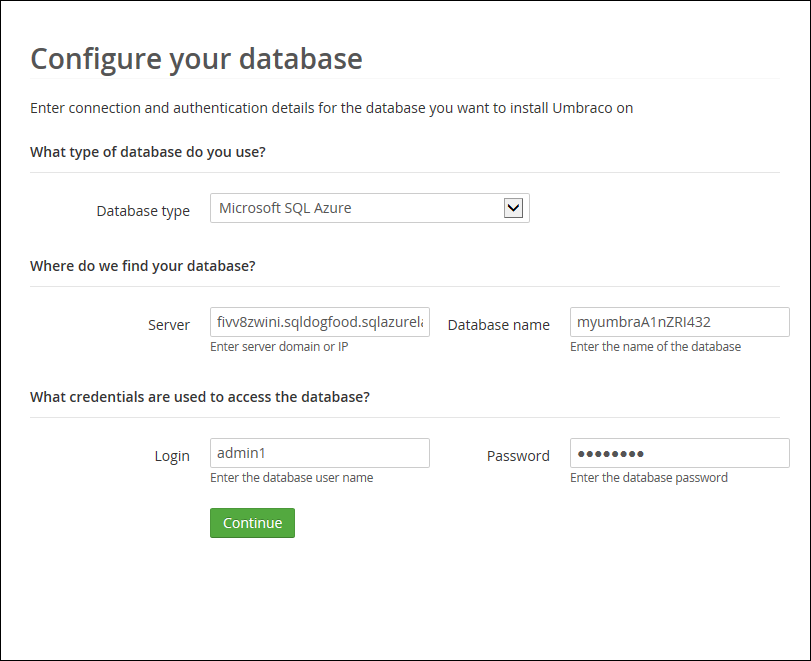 Configure your database
Enter connection and authentication details for the database you want to install Umbraco on
What type of database do you use?
Database type Microsoft SQL Azure
Where do we find your database?
Server fivv8zwini.sqldogfood.sqlazurela Database name myumbraA1nZRI432
Enter server domain or IP Enter the name of the database
What credentials are used to access the database?
Login admin1 Password ●●●●●●●●
Enter the database user name Enter the database password
Continue